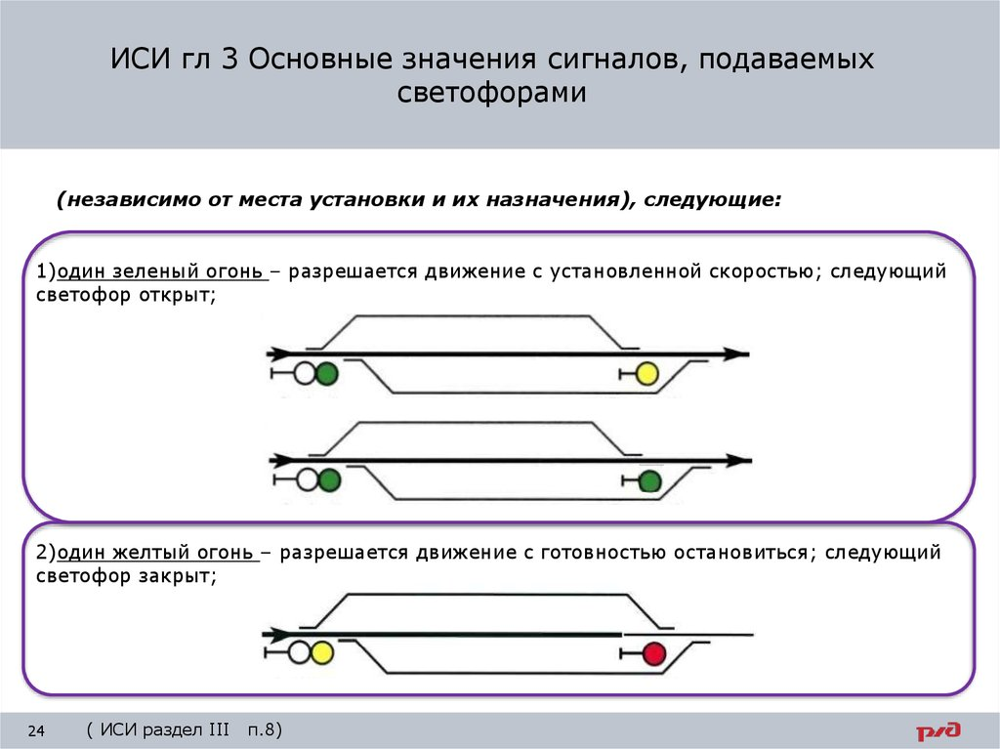 ИСИ гл 3 Основные значения сигналов, подаваемых
светофорами
(независимо от места установки и их назначения), следующие:
1)один зеленый огонь – разрешается движение с установленной скоростью; следующий
светофор открыт;
2)один желтый огонь – разрешается движение с готовностью остановиться; следующий
светофор закрыт;
24 ( ИСИ раздел III п.8) РЖД